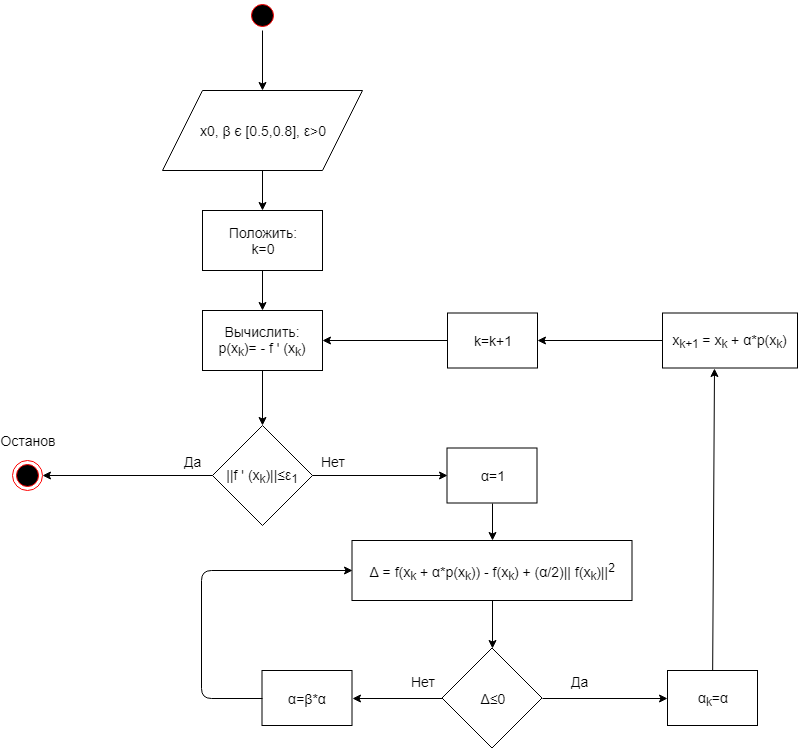 x0, β є [0.5,0.8], ε>0
Положить:
k=0
Вычислить:
p(xₖ)= - f ' (xₖ)
k=k+1
xₖ₊₁ = xₖ + α*p(xₖ)
Останов
Да
||f ' (xₖ)||≤ε₁
Нет
α=1
Δ = f(xₖ + α*p(xₖ)) - f(xₖ) + (α/2)|| f(xₖ)||²
α=β*α
Нет
Δ≤0
Да
αₖ=α